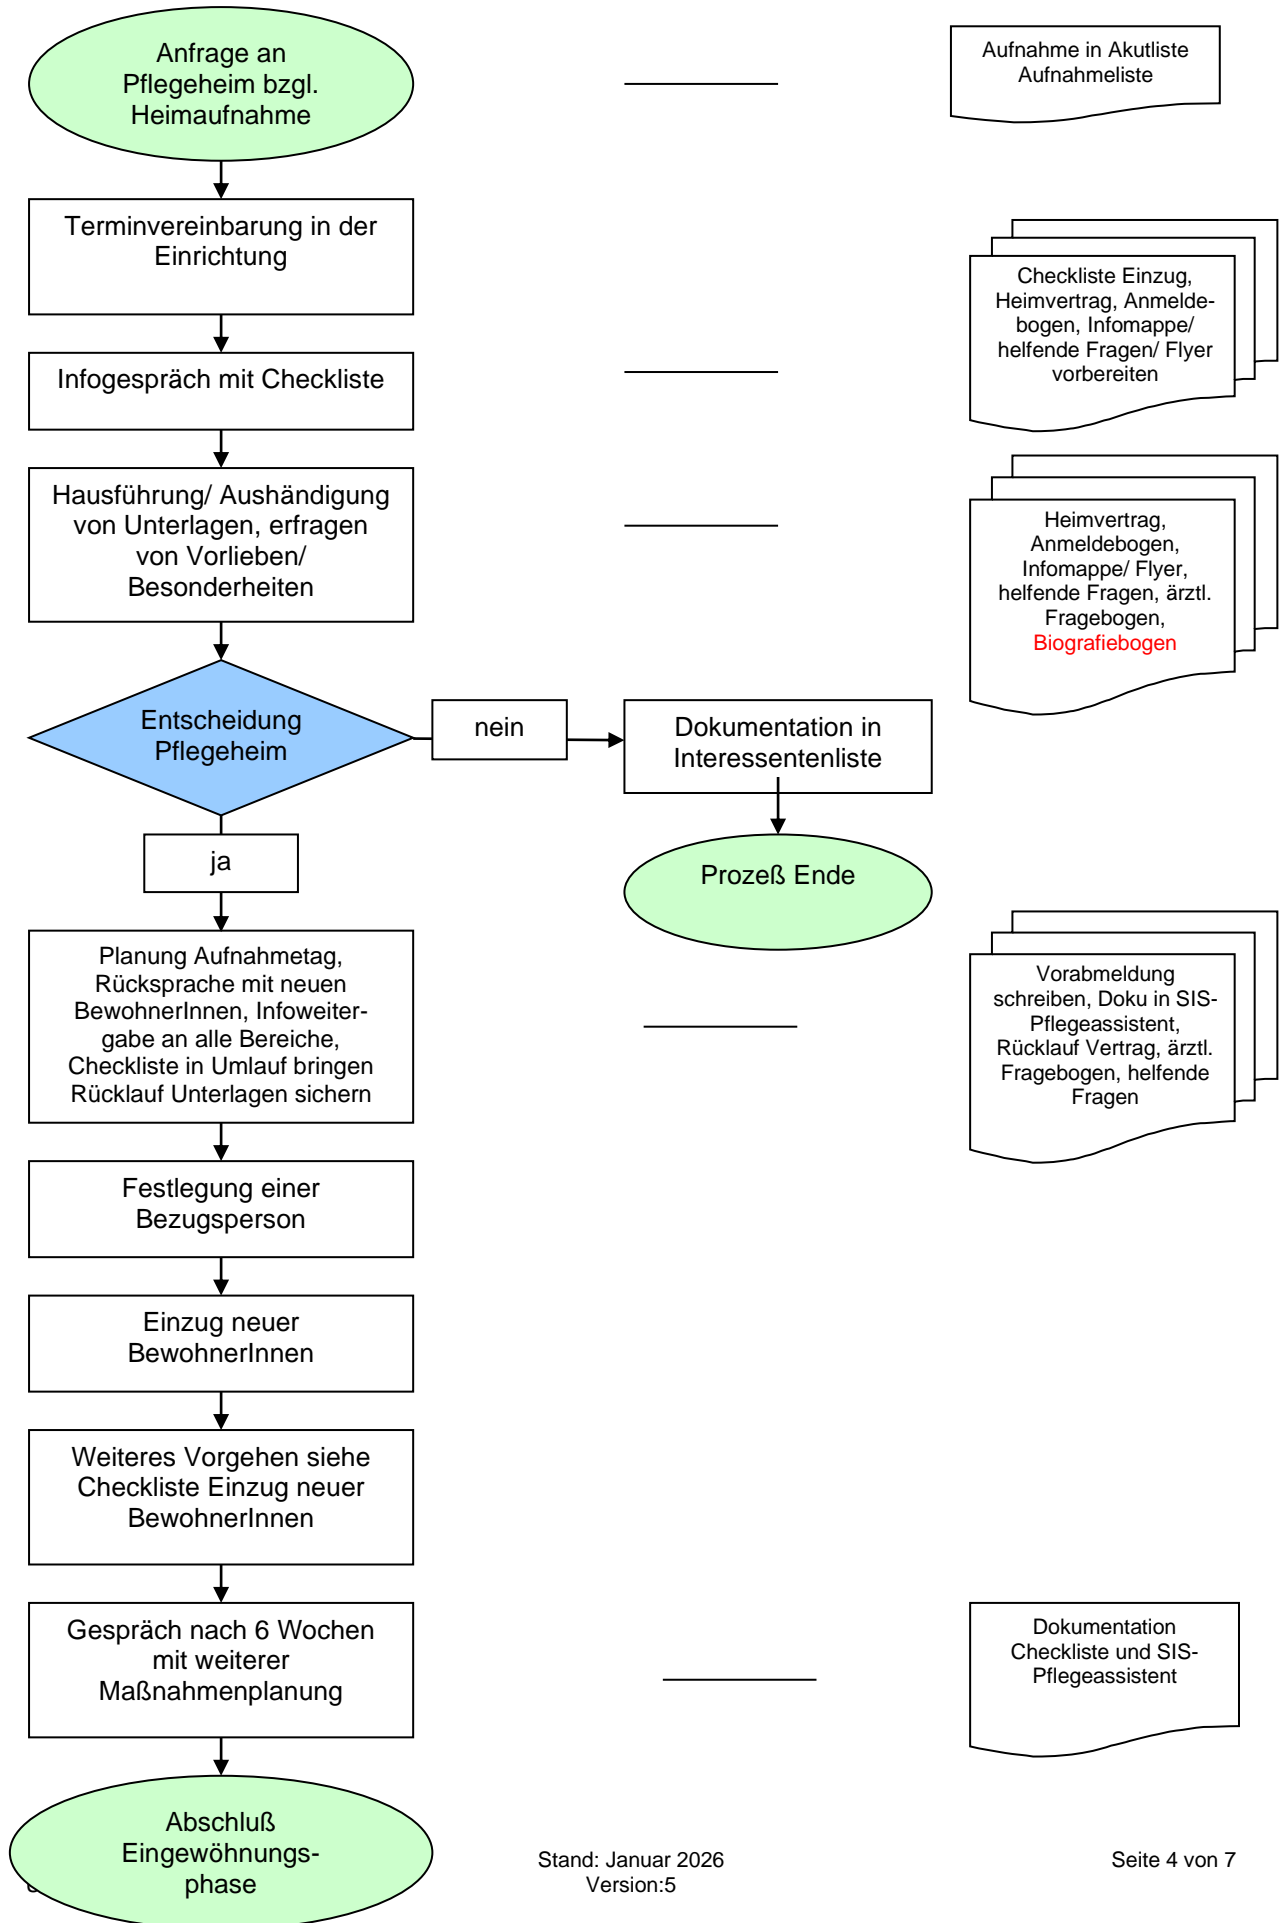 Anfrage an
Pflegeheim bzgl.
Heimaufnahme
Aufnahme in Akutliste
Aufnahmeliste
Terminvereinbarung in der
Einrichtung
Checkliste Einzug,
Heimvertrag, Anmelde-
bogen, Infomappe/
helfende Fragen/ Flyer
vorbereiten
Infogespräch mit Checkliste
Hausführung/ Aushändigung
von Unterlagen, erfragen
von Vorlieben/
Besonderheiten
Heimvertrag,
Anmeldebogen,
Infomappe/ Flyer,
helfende Fragen, ärztl.
Fragebogen,
Biografiebogen
Entscheidung
Pflegeheim
nein
Dokumentation in
Interessentenliste
ja
Prozeß Ende
Planung Aufnahmetag,
Rücksprache mit neuen
BewohnerInnen, Infoweiter-
gabe an alle Bereiche,
Checkliste in Umlauf bringen
Rücklauf Unterlagen sichern
Vorabmeldung
schreiben, Doku in SIS-
Pflegeassistent,
Rücklauf Vertrag, ärztl.
Fragebogen, helfende
Fragen
Festlegung einer
Bezugsperson
Einzug neuer
BewohnerInnen
Weiteres Vorgehen siehe
Checkliste Einzug neuer
BewohnerInnen
Gespräch nach 6 Wochen
mit weiterer
Maßnahmenplanung
Dokumentation
Checkliste und SIS-
Pflegeassistent
Abschluß
Eingewöhnungs-
phase
Stand: Januar 2026
Version:5
Seite 4 von 7